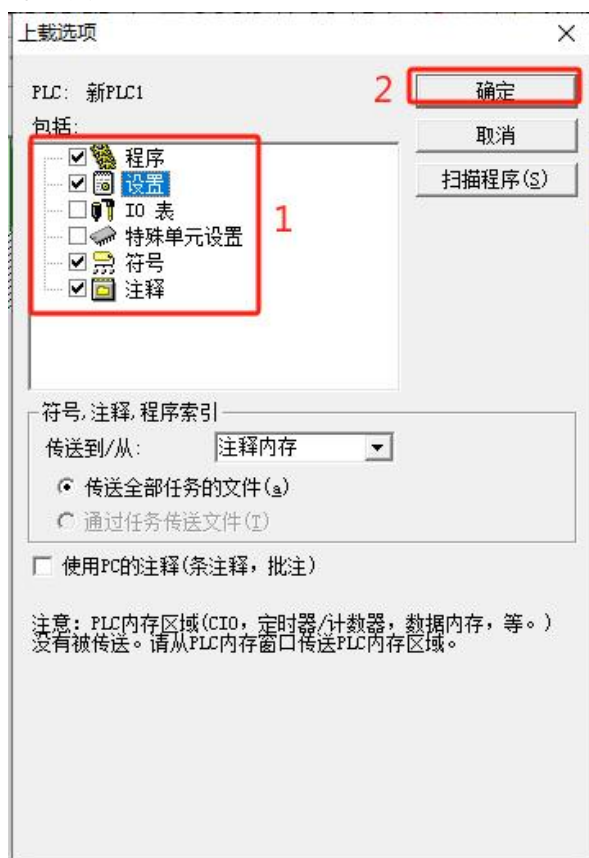 上载选项
PLC: 新PLC1
2
确定
包括:
取消
程序
设置
扫描程序(S)
IO 表
1
特殊单元设置
符号
注释
符号,注释,程序索引
传送到/从: 注释内存
传送全部任务的文件(a)
通过任务传送文件(T)
使用PC的注释(条注释，批注)
注意: PLC内存区域(CIO，定时器/计数器，数据内存，等。)
没有被传送。请从PLC内存窗口传送PLC内存区域。